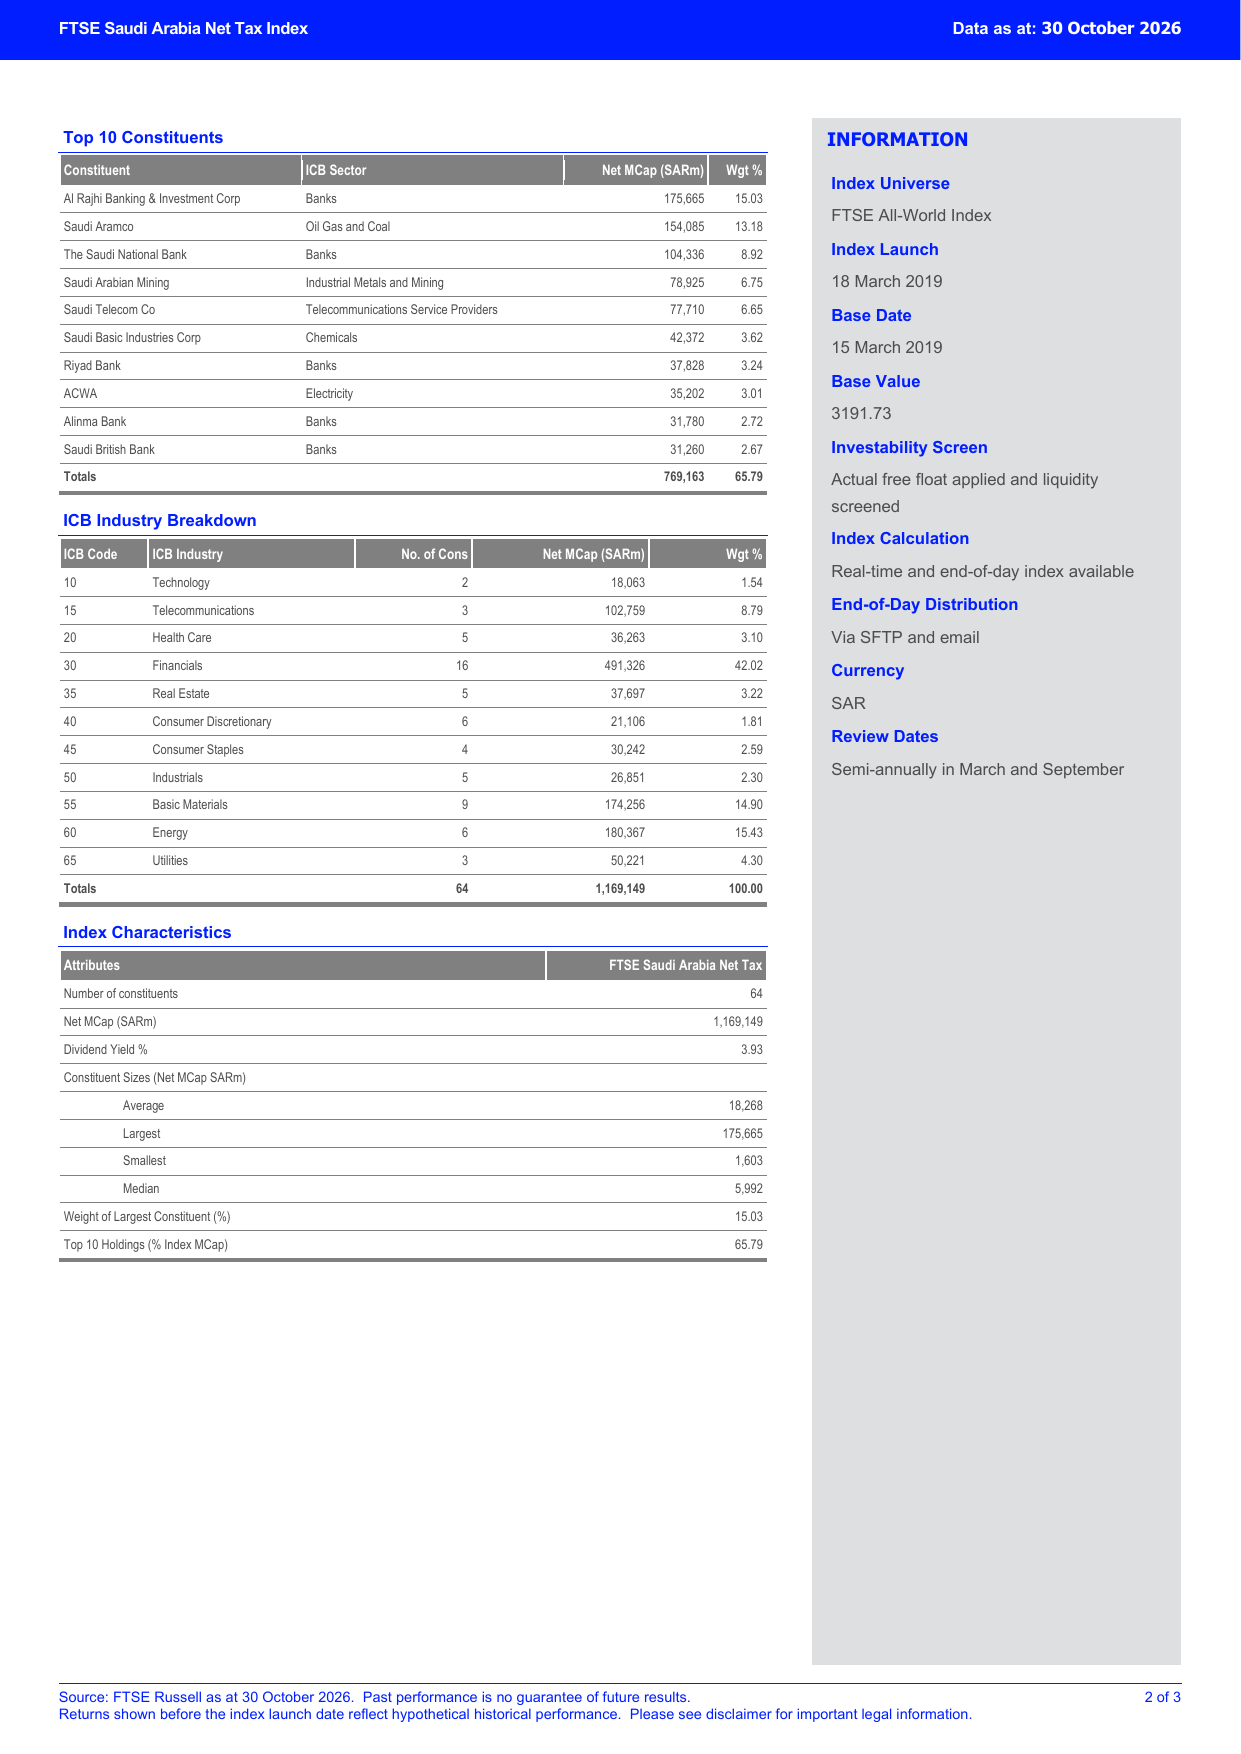 FTSE Saudi Arabia Net Tax Index
Data as at: 30 October 2026
Top 10 Constituents
Constituent ICB Sector Net MCap (SARm) Wgt %
Al Rajhi Banking & Investment Corp Banks 175,665 15.03
Saudi Aramco Oil Gas and Coal 154,085 13.18
The Saudi National Bank Banks 104,336 8.92
Saudi Arabian Mining Industrial Metals and Mining 78,925 6.75
Saudi Telecom Co Telecommunications Service Providers 77,710 6.65
Saudi Basic Industries Corp Chemicals 42,372 3.62
Riyad Bank Banks 37,828 3.24
ACWA Electricity 35,202 3.01
Alinma Bank Banks 31,780 2.72
Saudi British Bank Banks 31,260 2.67
Totals 769,163 65.79
ICB Industry Breakdown
ICB Code ICB Industry No. of Cons Net MCap (SARm) Wgt %
10 Technology 2 18,063 1.54
15 Telecommunications 3 102,759 8.79
20 Health Care 5 36,263 3.10
30 Financials 16 491,326 42.02
35 Real Estate 5 37,697 3.22
40 Consumer Discretionary 6 21,106 1.81
45 Consumer Staples 4 30,242 2.59
50 Industrials 5 26,851 2.30
55 Basic Materials 9 174,256 14.90
60 Energy 6 180,367 15.43
65 Utilities 3 50,221 4.30
Totals 64 1,169,149 100.00
Index Characteristics
Attributes FTSE Saudi Arabia Net Tax
Number of constituents 64
Net MCap (SARm) 1,169,149
Dividend Yield % 3.93
Constituent Sizes (Net MCap SARm)
Average 18,268
Largest 175,665
Smallest 1,603
Median 5,992
Weight of Largest Constituent (%) 15.03
Top 10 Holdings (% Index MCap) 65.79
INFORMATION
Index Universe
FTSE All-World Index
Index Launch
18 March 2019
Base Date
15 March 2019
Base Value
3191.73
Investability Screen
Actual free float applied and liquidity
screened
Index Calculation
Real-time and end-of-day index available
End-of-Day Distribution
Via SFTP and email
Currency
SAR
Review Dates
Semi-annually in March and September
Source: FTSE Russell as at 30 October 2026. Past performance is no guarantee of future results.
2 of 3
Returns shown before the index launch date reflect hypothetical historical performance. Please see disclaimer for important legal information.